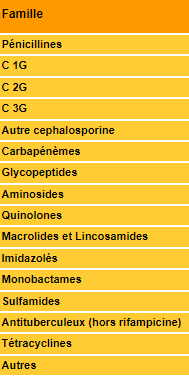 Famille
Pénicillines
C 1G
C 2G
C 3G
Autre cephalosporine
Carbapénèmes
Glycopeptides
Aminosides
Quinolones
Macrolides et Lincosamides
Imidazolés
Monobactames
Sulfamides
Antituberculeux (hors rifampicine)
Tétracyclines
Autres